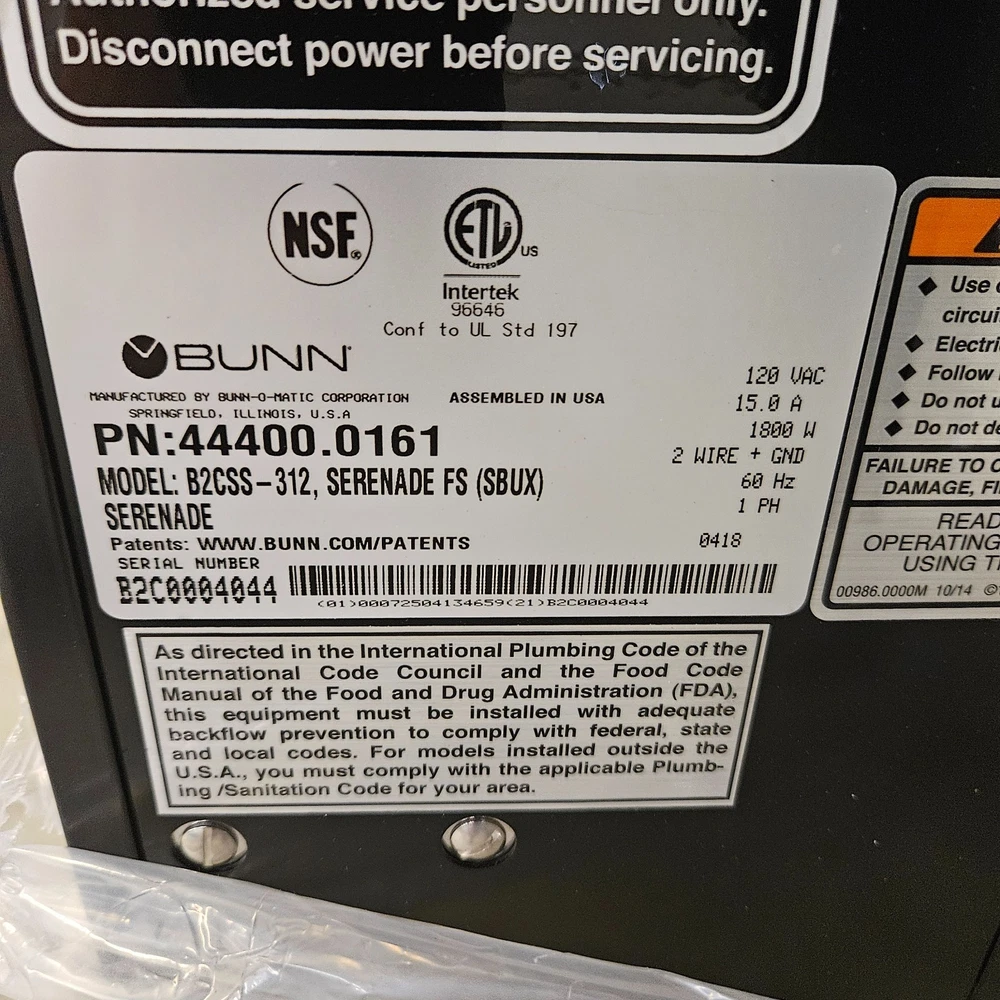 Authorized service personnel only.
Disconnect power before servicing.
NSF®
ETL US
LISTED
Intertek
96646
Conf to UL Std 197
BUNN®
MANUFACTURED BY BUNN-O-MATIC CORPORATION
SPRINGFIELD, ILLINOIS, U.S.A
ASSEMBLED IN USA
PN:44400.0161
MODEL: B2CSS-312, SERENADE FS (SBUX)
SERENADE
Patents: WWW.BUNN.COM/PATENTS
SERIAL NUMBER
B2C0004044
120 VAC
15.0 A
1800 W
2 WIRE + GND
60 Hz
1 PH
0418
(01)00072504134659(21)B2C0004044
As directed in the International Plumbing Code of the
International Code Council and the Food Code
Manual of the Food and Drug Administration (FDA),
this equipment must be installed with adequate
backflow prevention to comply with federal, state
and local codes. For models installed outside the
U.S.A., you must comply with the applicable Plumb-
ing /Sanitation Code for your area.
Use
circui
Electri
Follow
Do not u
Do not de
FAILURE TO C
DAMAGE, FI
READ
OPERATING
USING T
00986.0000M 10/14 ©